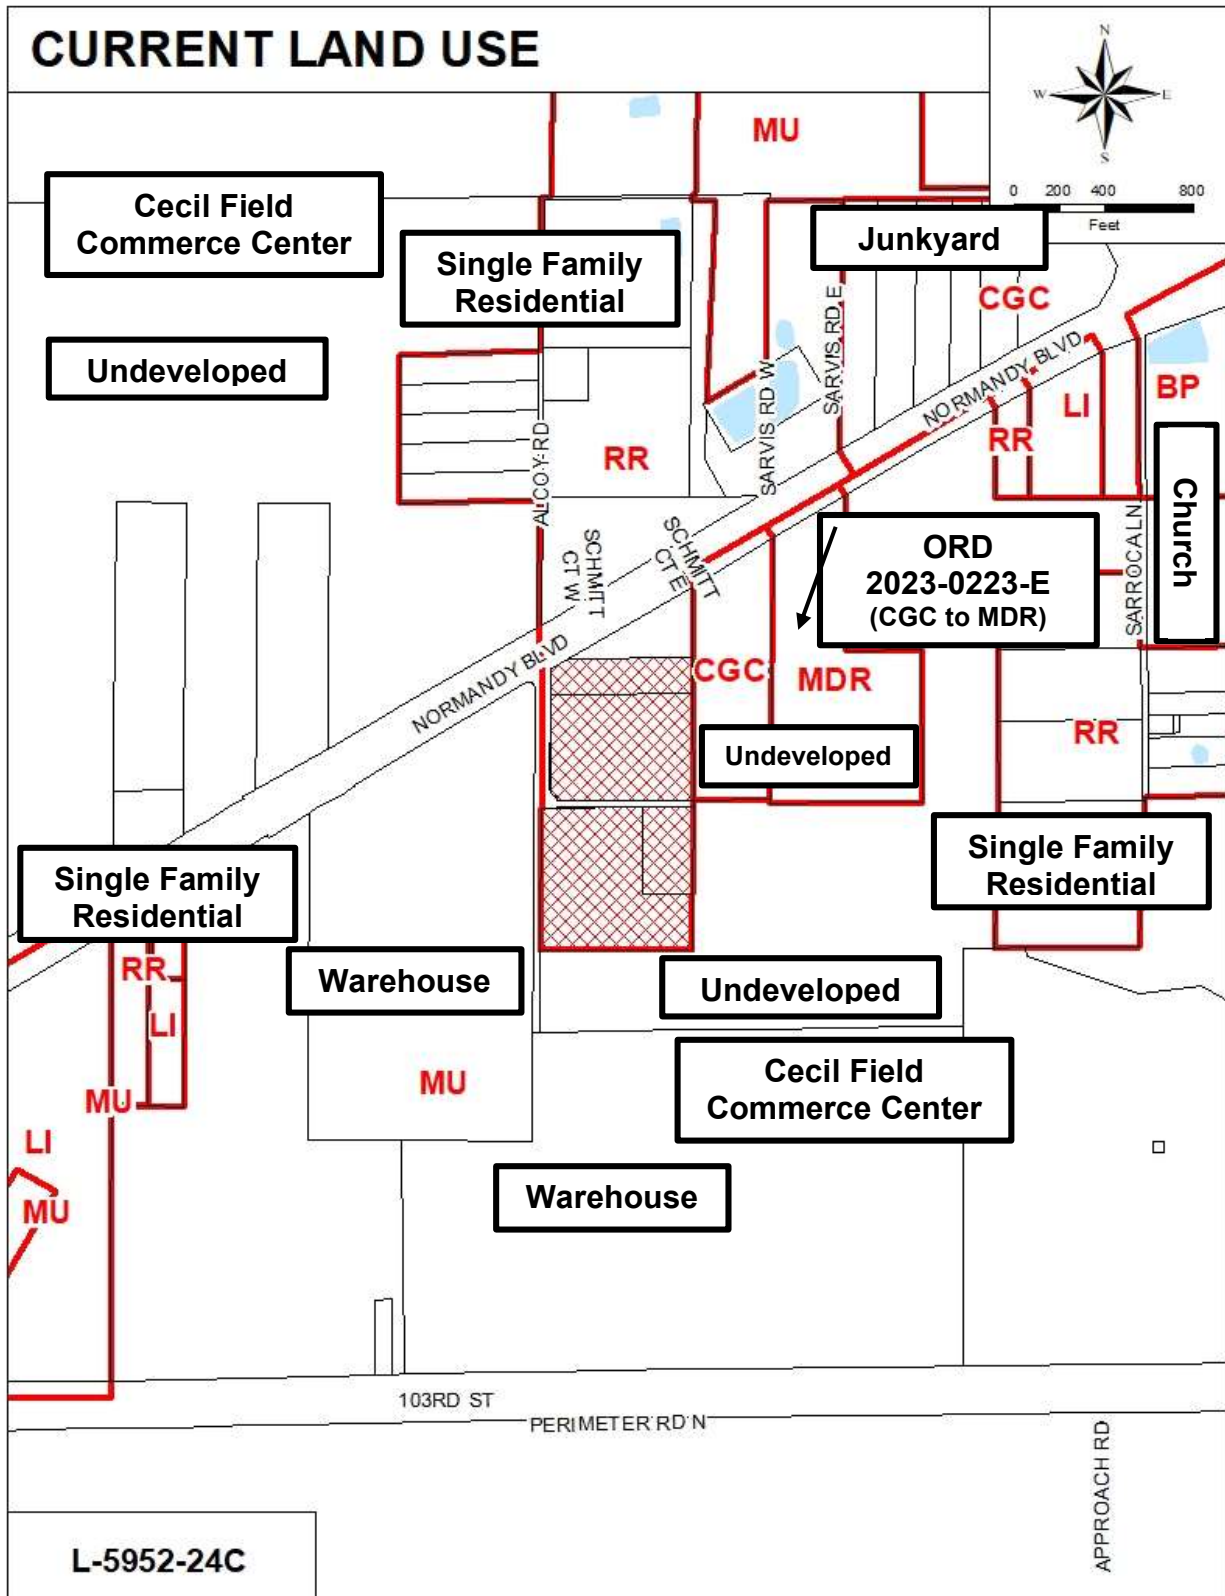 CURRENT LAND USE
N
W
E
S
0 200 400 800
Feet
MU
Cecil Field
Commerce Center
Single Family
Residential
Junkyard
Undeveloped
CGC
NORMANDY BLVD
SARVIS RD E
SARVIS RD W
ALCOY RD
RR
RR
LI
BP
Church
SARROCA LN
SCHMITT
CT W
SCHMITT
CT E
ORD
2023-0223-E
(CGC to MDR)
NORMANDY BLVD
CGC
MDR
Undeveloped
RR
Single Family
Residential
Single Family
Residential
RR
LI
Warehouse
Undeveloped
Cecil Field
Commerce Center
MU
MU
LI
MU
Warehouse
103RD ST
PERIMETER RD N
APPROACH RD
L-5952-24C